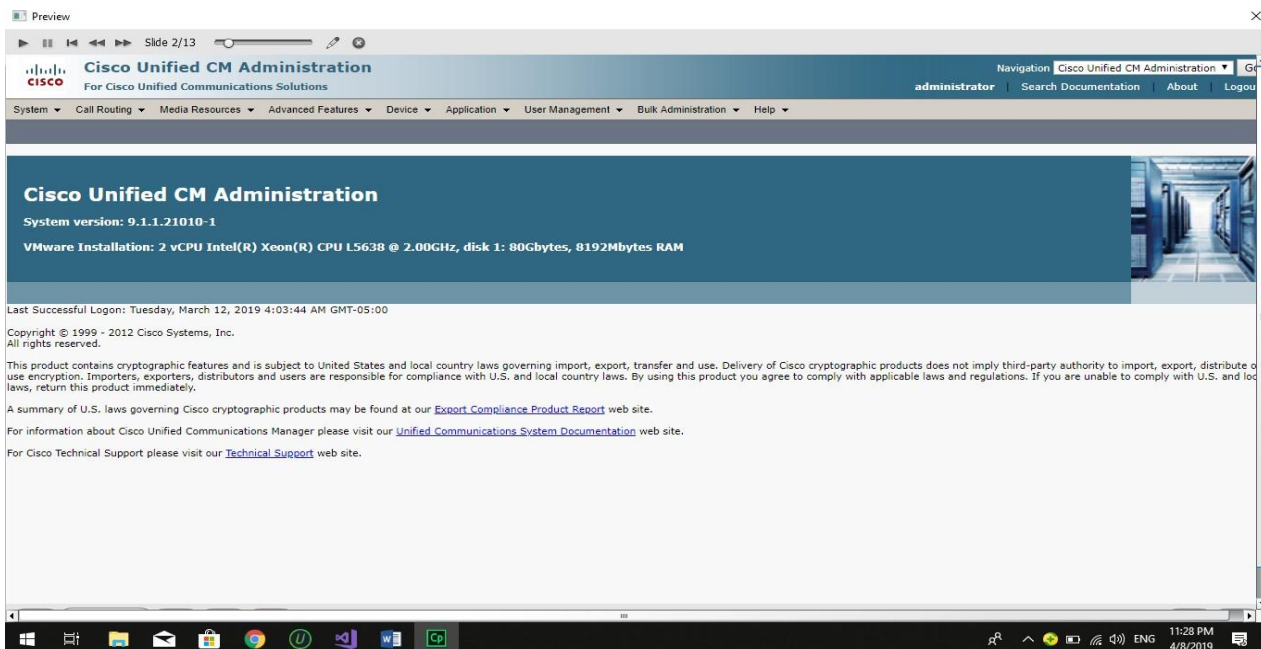 Preview
Slide 2/13
CISCO
Cisco Unified CM Administration
For Cisco Unified Communications Solutions
Navigation Cisco Unified CM Administration
administrator | Search Documentation | About | Logou
System Call Routing Media Resources Advanced Features Device Application User Management Bulk Administration Help
Cisco Unified CM Administration
System version: 9.1.1.21010-1
VMware Installation: 2 vCPU Intel(R) Xeon(R) CPU L5638 @ 2.00GHz, disk 1: 80Gbytes, 8192Mbytes RAM
Last Successful Logon: Tuesday, March 12, 2019 4:03:44 AM GMT-05:00
Copyright © 1999 - 2012 Cisco Systems, Inc.
All rights reserved.
This product contains cryptographic features and is subject to United States and local country laws governing import, export, transfer and use. Delivery of Cisco cryptographic products does not imply third-party authority to import, export, distribute o
use encryption. Importers, exporters, distributors and users are responsible for compliance with U.S. and local country laws. By using this product you agree to comply with applicable laws and regulations. If you are unable to comply with U.S. and loc
laws, return this product immediately.
A summary of U.S. laws governing Cisco cryptographic products may be found at our Export Compliance Product Report web site.
For information about Cisco Unified Communications Manager please visit our Unified Communications System Documentation web site.
For Cisco Technical Support please visit our Technical Support web site.
Cp
ENG
11:28 PM
4/8/2019